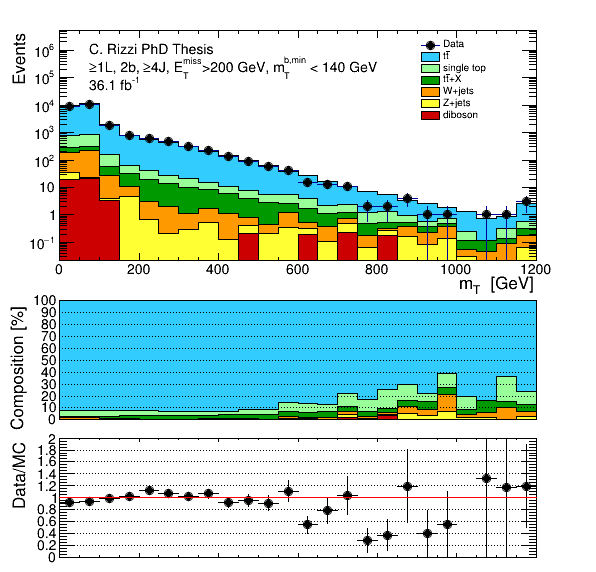 Events
10⁶
10⁵
10⁴
10³
10²
10
1
10⁻¹
C. Rizzi PhD Thesis
≥1L, 2b, ≥4J, E_T^miss>200 GeV, m_T^b,min < 140 GeV
36.1 fb⁻¹
Data
tt̄
single top
tt̄+X
W+jets
Z+jets
diboson
0 200 400 600 800 1000 1200
m_T [GeV]
Composition [%]
100
90
80
70
60
50
40
30
20
10
0
Data/MC
2
1.8
1.6
1.4
1.2
1
0.8
0.6
0.4
0.2
0